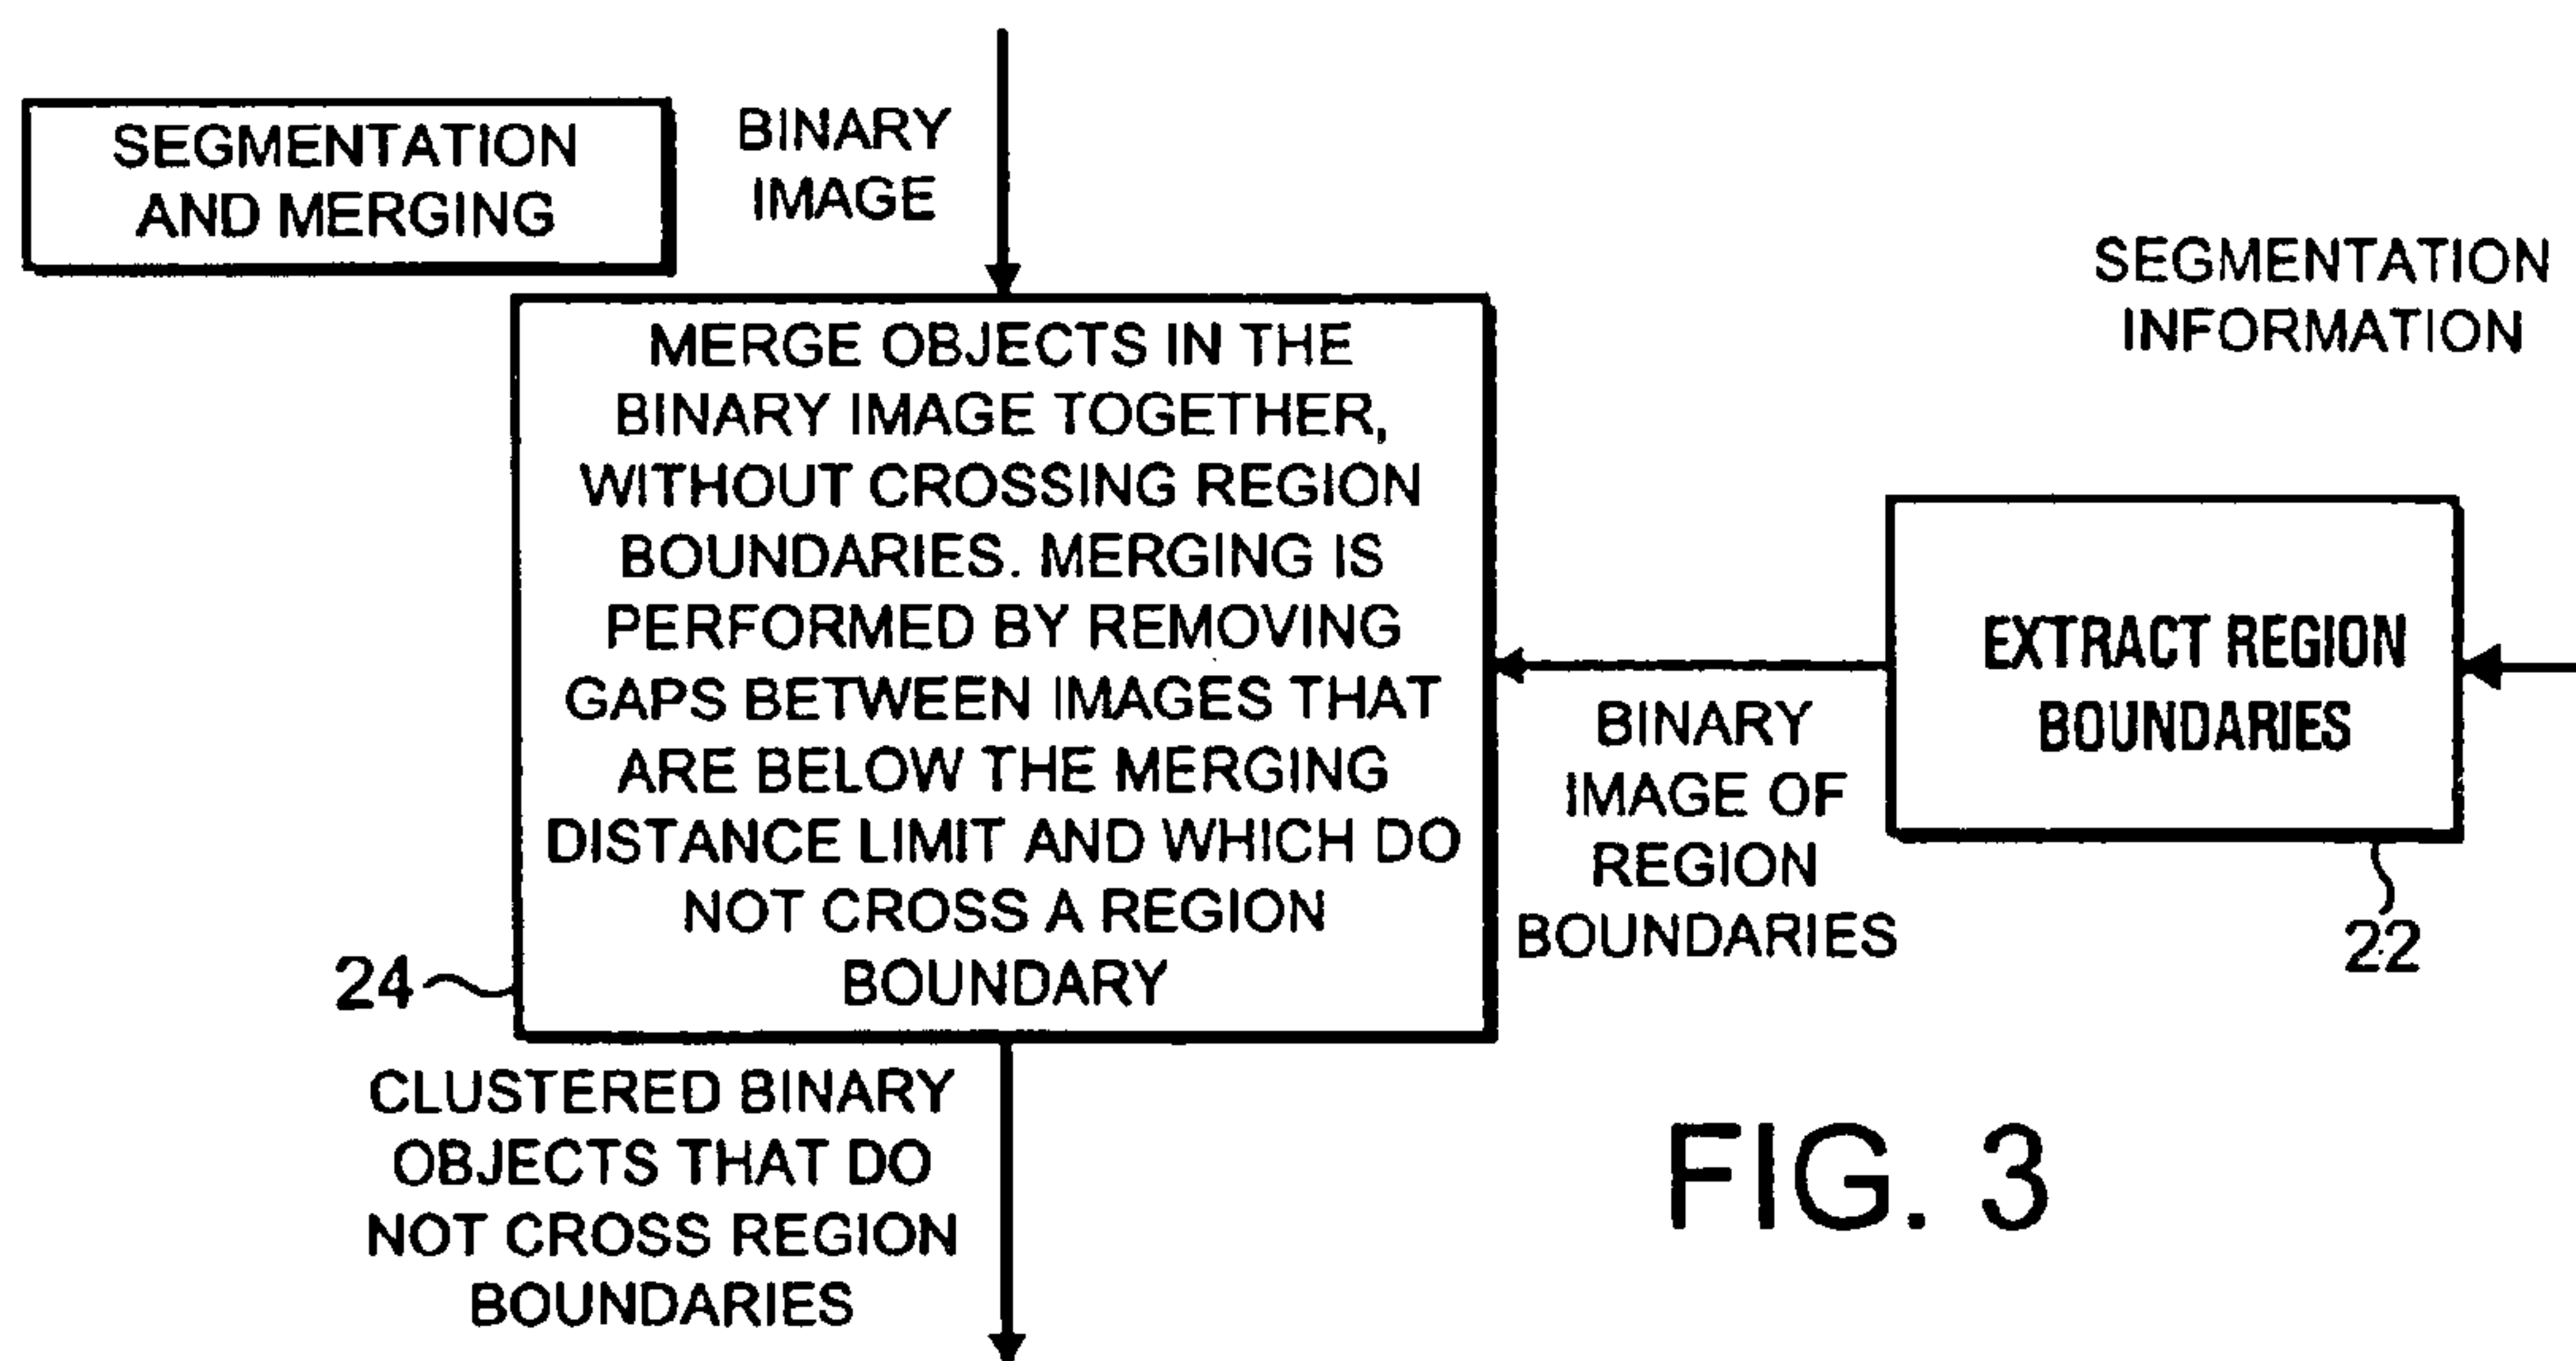 SEGMENTATION
AND MERGING
BINARY
IMAGE
SEGMENTATION
INFORMATION
MERGE OBJECTS IN THE
BINARY IMAGE TOGETHER,
WITHOUT CROSSING REGION
BOUNDARIES. MERGING IS
PERFORMED BY REMOVING
GAPS BETWEEN IMAGES THAT
ARE BELOW THE MERGING
DISTANCE LIMIT AND WHICH DO
NOT CROSS A REGION
BOUNDARY
24
BINARY
IMAGE OF
REGION
BOUNDARIES
EXTRACT REGION
BOUNDARIES
22
CLUSTERED BINARY
OBJECTS THAT DO
NOT CROSS REGION
BOUNDARIES
FIG. 3